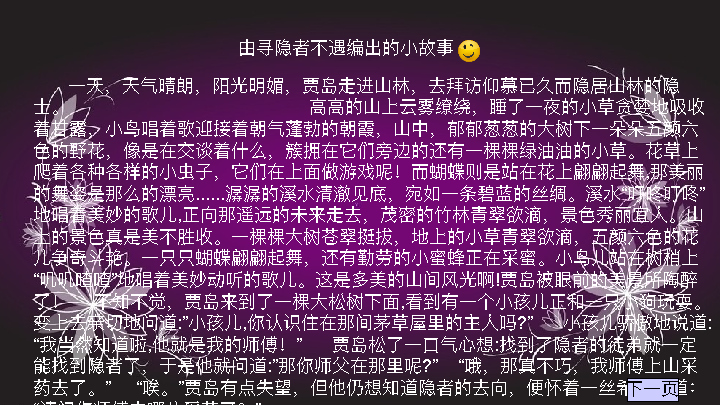 由寻隐者不遇编出的小故事
一天，天气晴朗，阳光明媚，贾岛走进山林，去拜访仰慕已久而隐居山林的隐
士。 高高的山上云雾缭绕，睡了一夜的小草贪婪地吸收
着甘露，小鸟唱着歌迎接着朝气蓬勃的朝霞，山中，郁郁葱葱的大树下一朵朵五颜六
色的野花，像是在交谈着什么，簇拥在它们旁边的还有一棵棵绿油油的小草。花草上
爬着各种各样的小虫子，它们在上面做游戏呢！而蝴蝶则是站在花上翩翩起舞,那美丽
的舞姿是那么的漂亮......潺潺的溪水清澈见底，宛如一条碧蓝的丝绸。溪水“叮咚叮咚”
地唱着美妙的歌儿,正向那遥远的未来走去，茂密的竹林青翠欲滴，景色秀丽宜人。山
上的景色真是美不胜收。一棵棵大树苍翠挺拔，地上的小草青翠欲滴，五颜六色的花
儿争奇斗艳，一只只蝴蝶翩翩起舞，还有勤劳的小蜜蜂正在采蜜。小鸟儿站在树梢上
“叽叽喳喳”地唱着美妙动听的歌儿。这是多美的山间风光啊!贾岛被眼前的美景所陶醉
了! 不知不觉，贾岛来到了一棵大松树下面,看到有一个小孩儿正和一只小狗玩耍。
变上去亲切地问道:”小孩儿,你认识住在那间茅草屋里的主人吗?” 小孩儿骄傲地说道:
“我当然知道啦,他就是我的师傅！” 贾岛松了一口气心想:找到了隐者的徒弟就一定
能找到隐者了。于是他就问道:”那你师父在那里呢?” “哦，那真不巧，我师傅上山采
药去了。” “唉。”贾岛有点失望，但他仍想知道隐者的去向，便怀着一丝希 道：
下一页